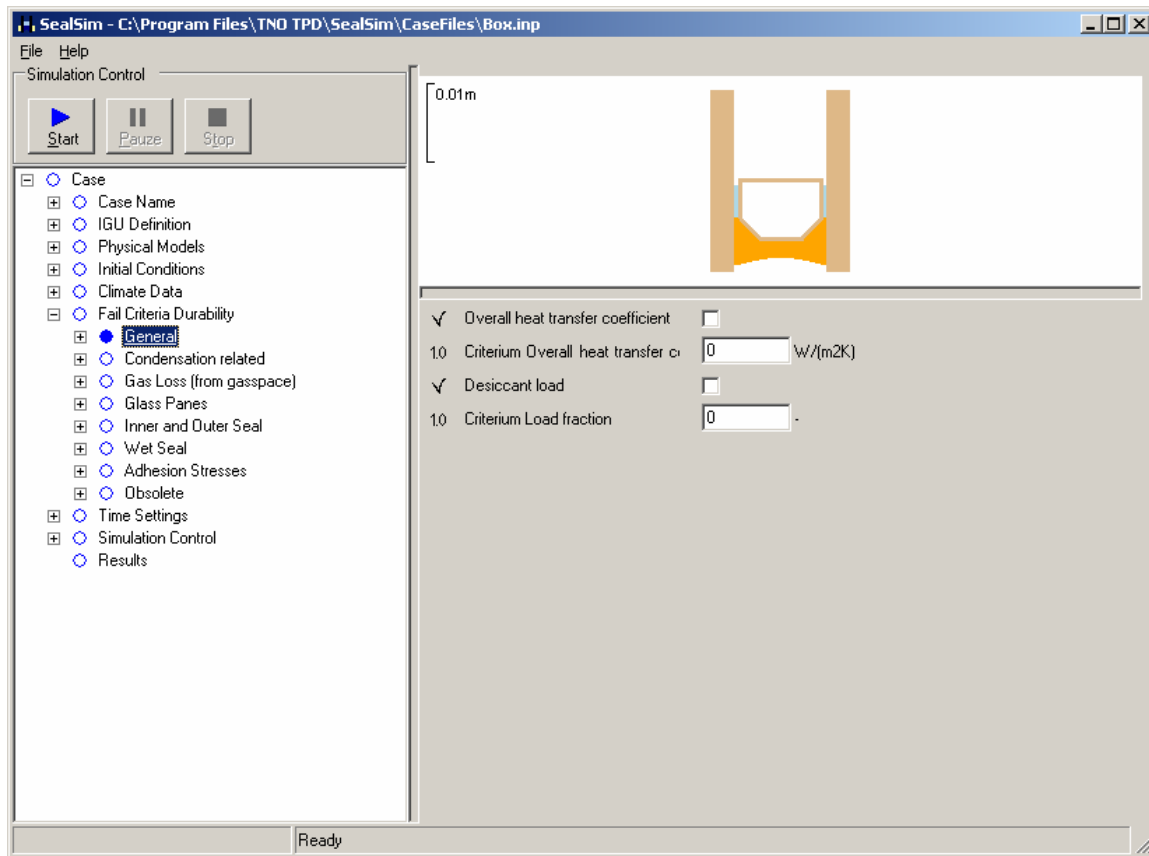 SealSim - C:\Program Files\TNO TPD\SealSim\CaseFiles\Box.inp
File Help
Simulation Control
Start Pauze Stop
Case
Case Name
IGU Definition
Physical Models
Initial Conditions
Climate Data
Fail Criteria Durability
General
Condensation related
Gas Loss (from gasspace)
Glass Panes
Inner and Outer Seal
Wet Seal
Adhesion Stresses
Obsolete
Time Settings
Simulation Control
Results
0.01m
Overall heat transfer coefficient
1.0 Criterium Overall heat transfer c 0 W/(m2K)
Desiccant load
1.0 Criterium Load fraction 0 -
Ready